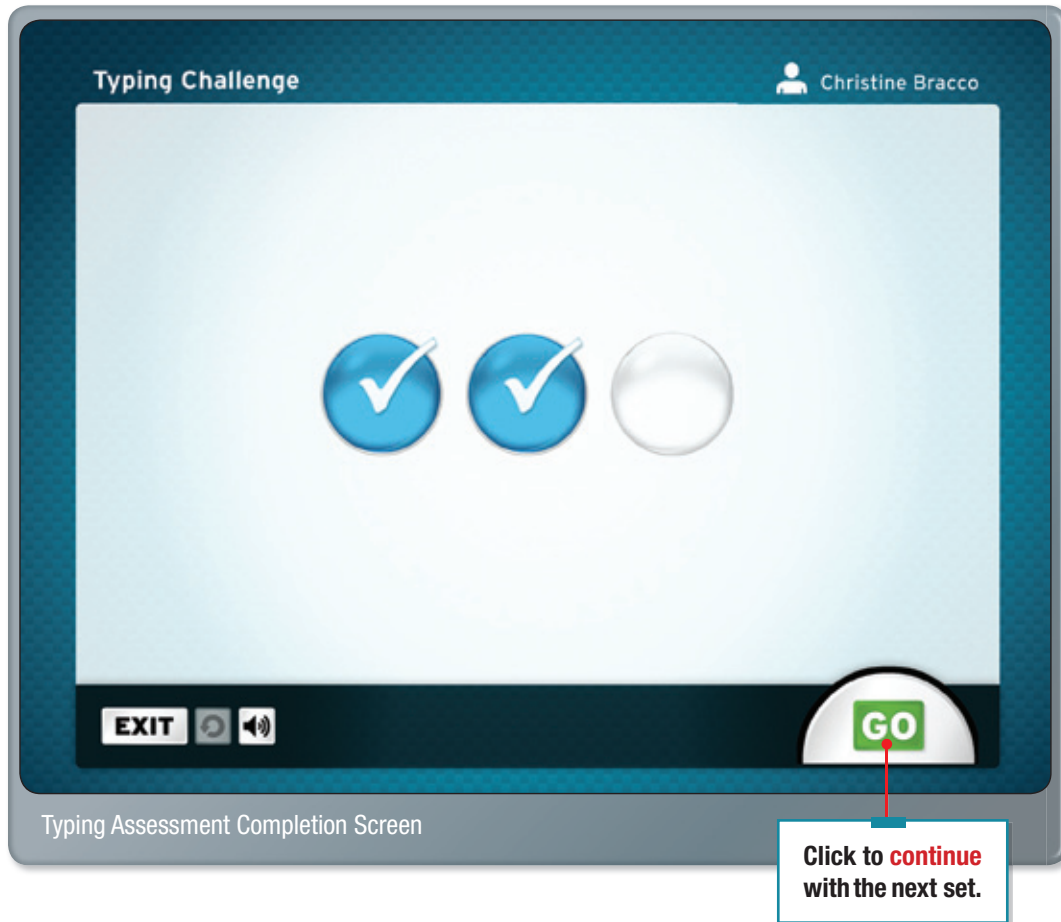 Typing Challenge
Christine Bracco
EXIT
GO
Typing Assessment Completion Screen
Click to continue
with the next set.